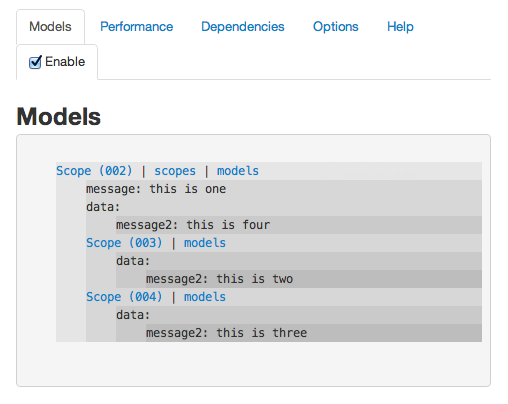 Models Performance Dependencies Options Help
Enable
Models
Scope (002) | scopes | models
message: this is one
data:
message2: this is four
Scope (003) | models
data:
message2: this is two
Scope (004) | models
data:
message2: this is three